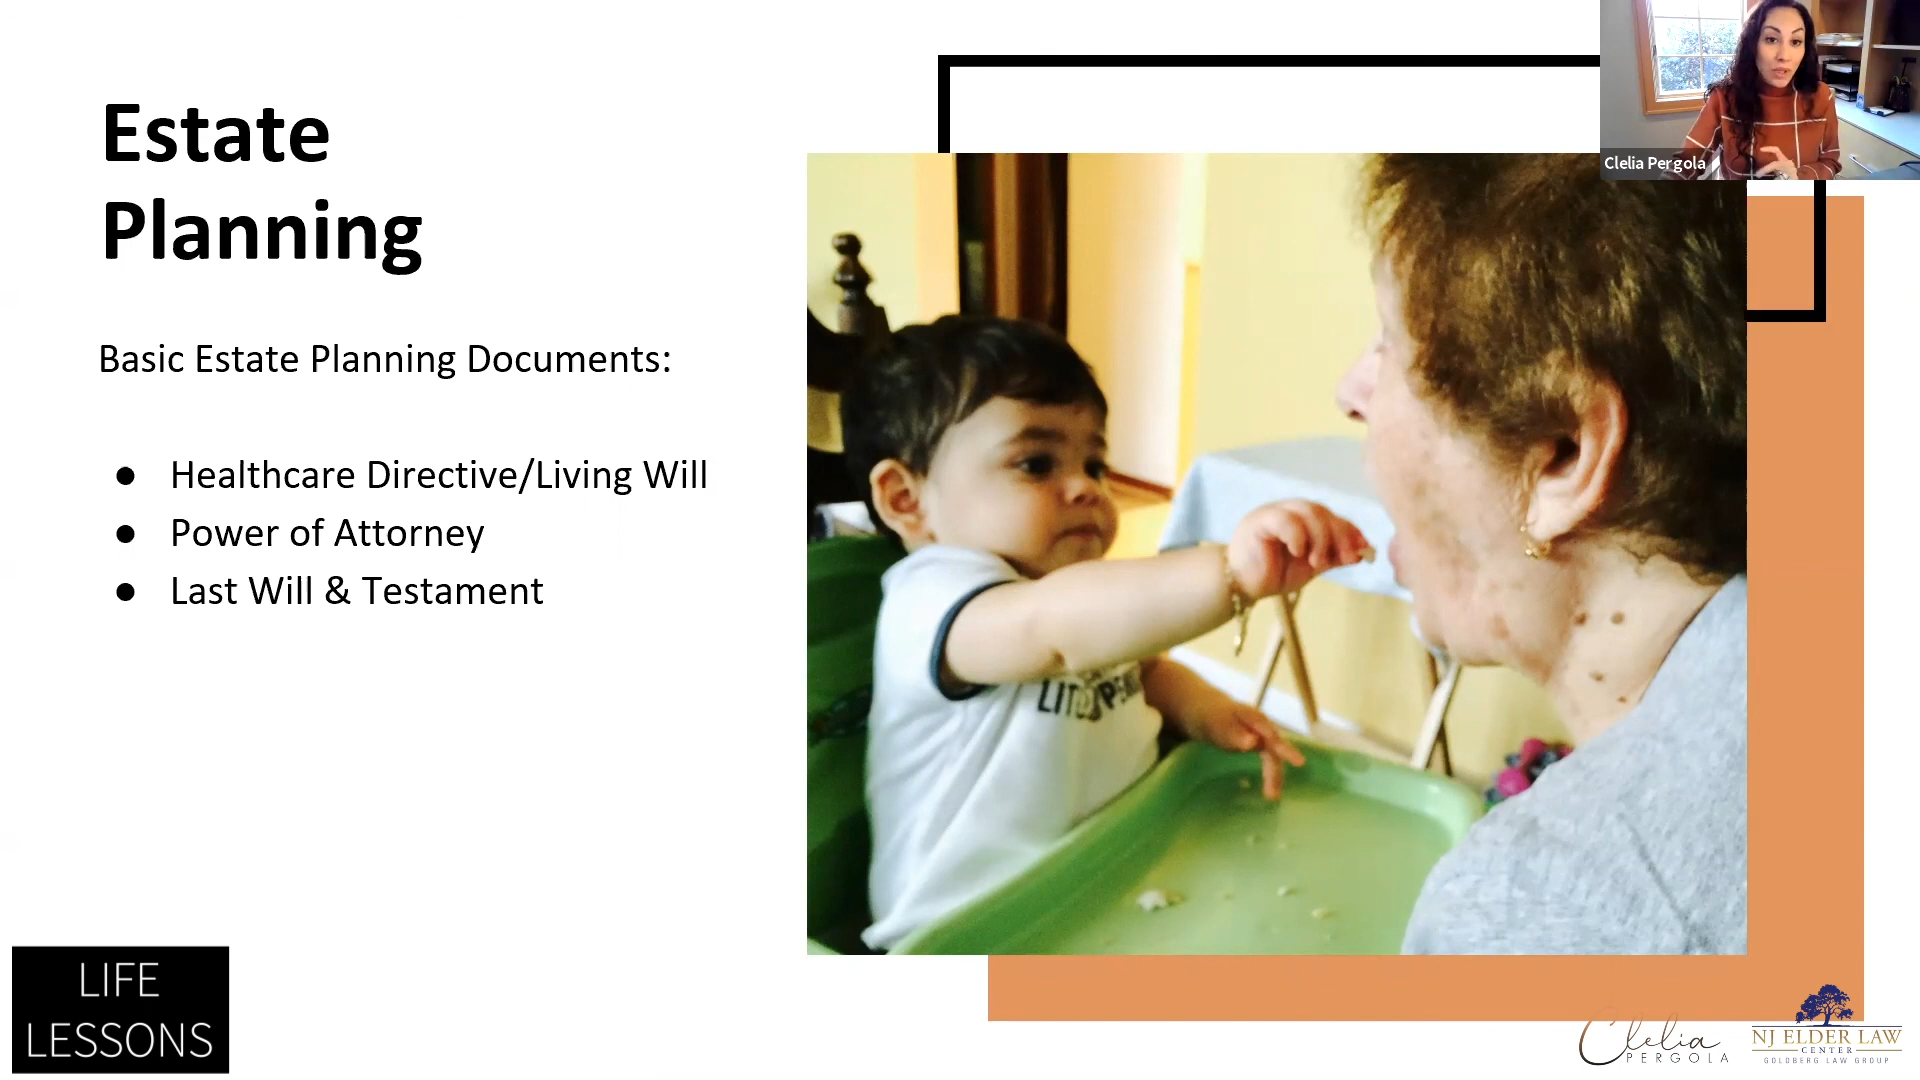 Estate
Planning
Clelia Pergola
Basic Estate Planning Documents:
● Healthcare Directive/Living Will
● Power of Attorney
● Last Will & Testament
LIFE
LESSONS
Clelia
PERGOLA
NJ ELDER LAW
CENTER
GOLDBERG LAW GROUP